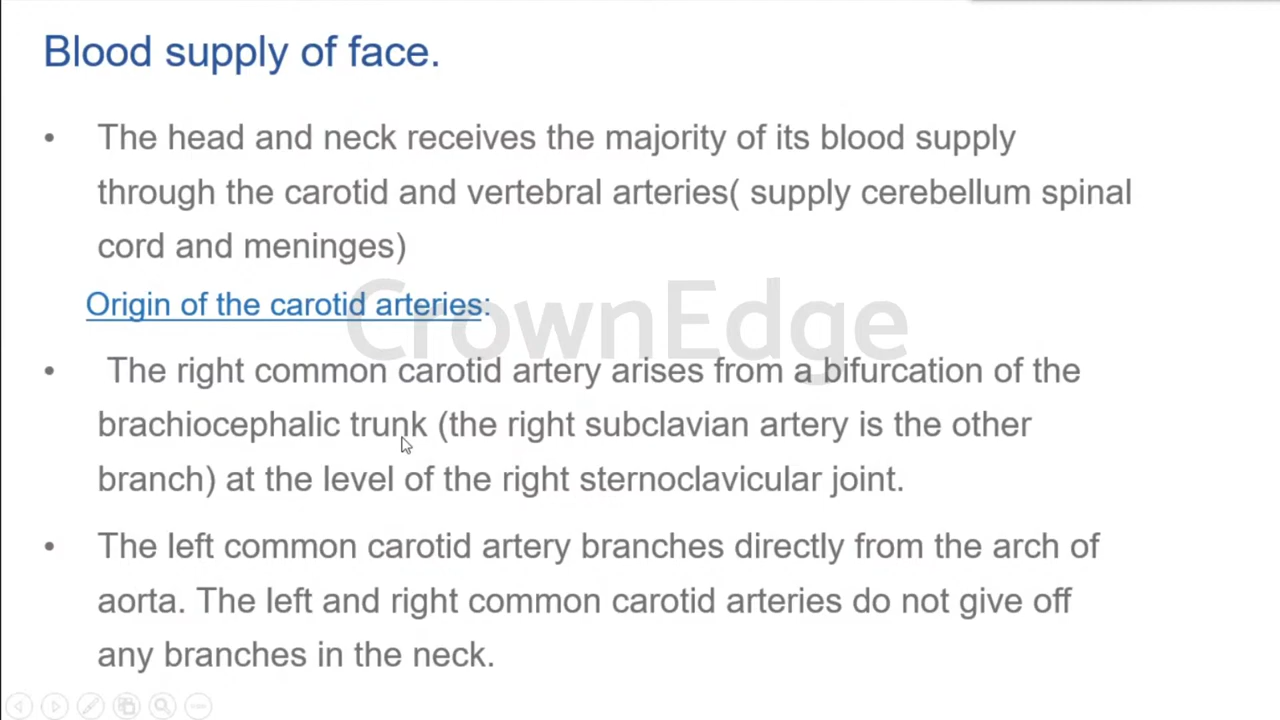 Blood supply of face.
• The head and neck receives the majority of its blood supply
through the carotid and vertebral arteries( supply cerebellum spinal
cord and meninges)
Origin of the carotid arteries:
CrownEdge
• The right common carotid artery arises from a bifurcation of the
brachiocephalic trunk (the right subclavian artery is the other
branch) at the level of the right sternoclavicular joint.
• The left common carotid artery branches directly from the arch of
aorta. The left and right common carotid arteries do not give off
any branches in the neck.